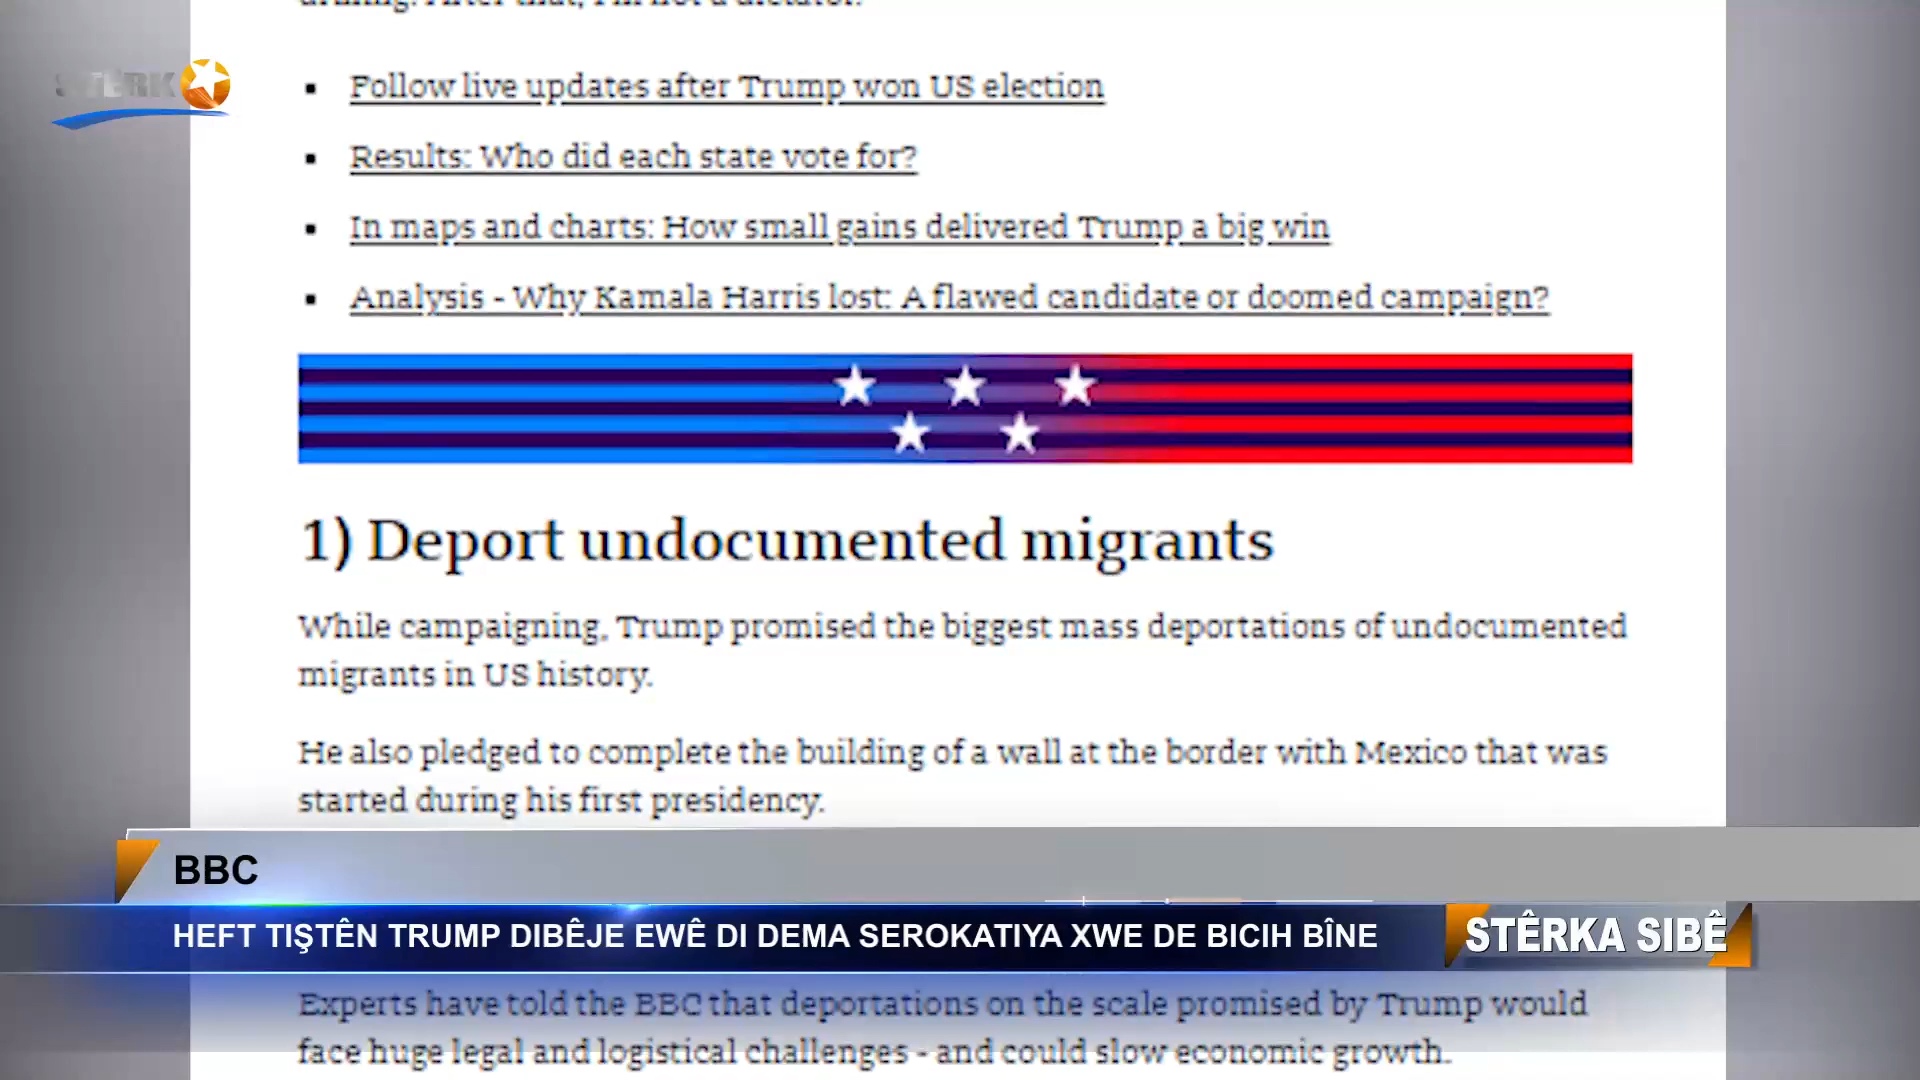 drilling. After that, I'm not a dictator.
STÊRK
Follow live updates after Trump won US election
Results: Who did each state vote for?
In maps and charts: How small gains delivered Trump a big win
Analysis - Why Kamala Harris lost: A flawed candidate or doomed campaign?
1) Deport undocumented migrants
While campaigning, Trump promised the biggest mass deportations of undocumented
migrants in US history.
He also pledged to complete the building of a wall at the border with Mexico that was
started during his first presidency.
BBC
HEFT TIŞTÊN TRUMP DIBÊJE EWÊ DI DEMA SEROKATIYA XWE DE BICIH BÎNE
STÊRKA SIBÊ
Experts have told the BBC that deportations on the scale promised by Trump would
face huge legal and logistical challenges - and could slow economic growth.